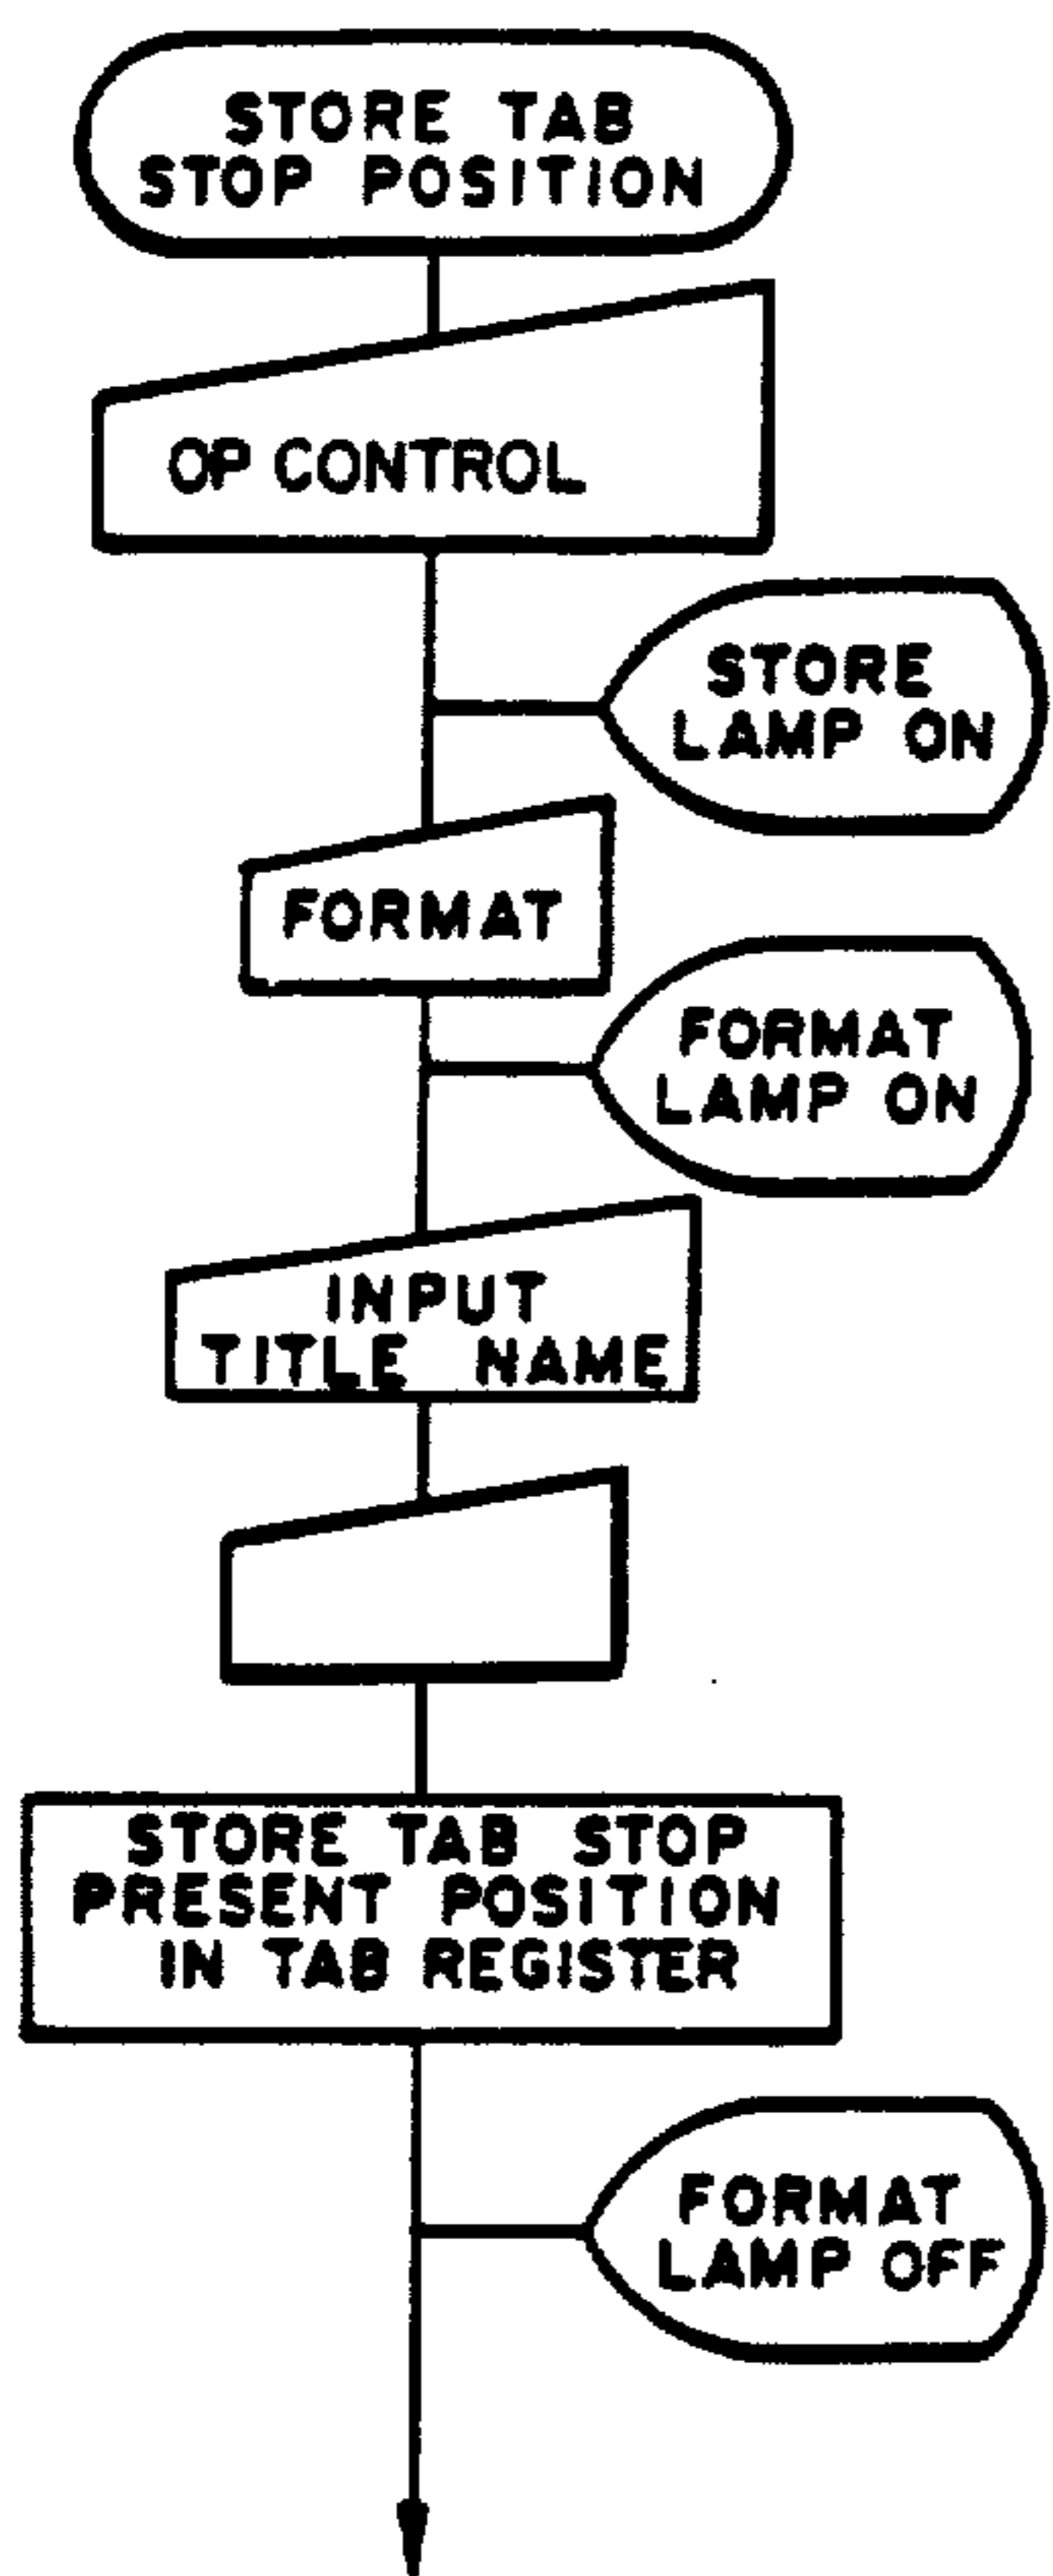 STORE TAB
STOP POSITION
OP CONTROL
STORE
LAMP ON
FORMAT
FORMAT
LAMP ON
INPUT
TITLE NAME
STORE TAB STOP
PRESENT POSITION
IN TAB REGISTER
FORMAT
LAMP OFF